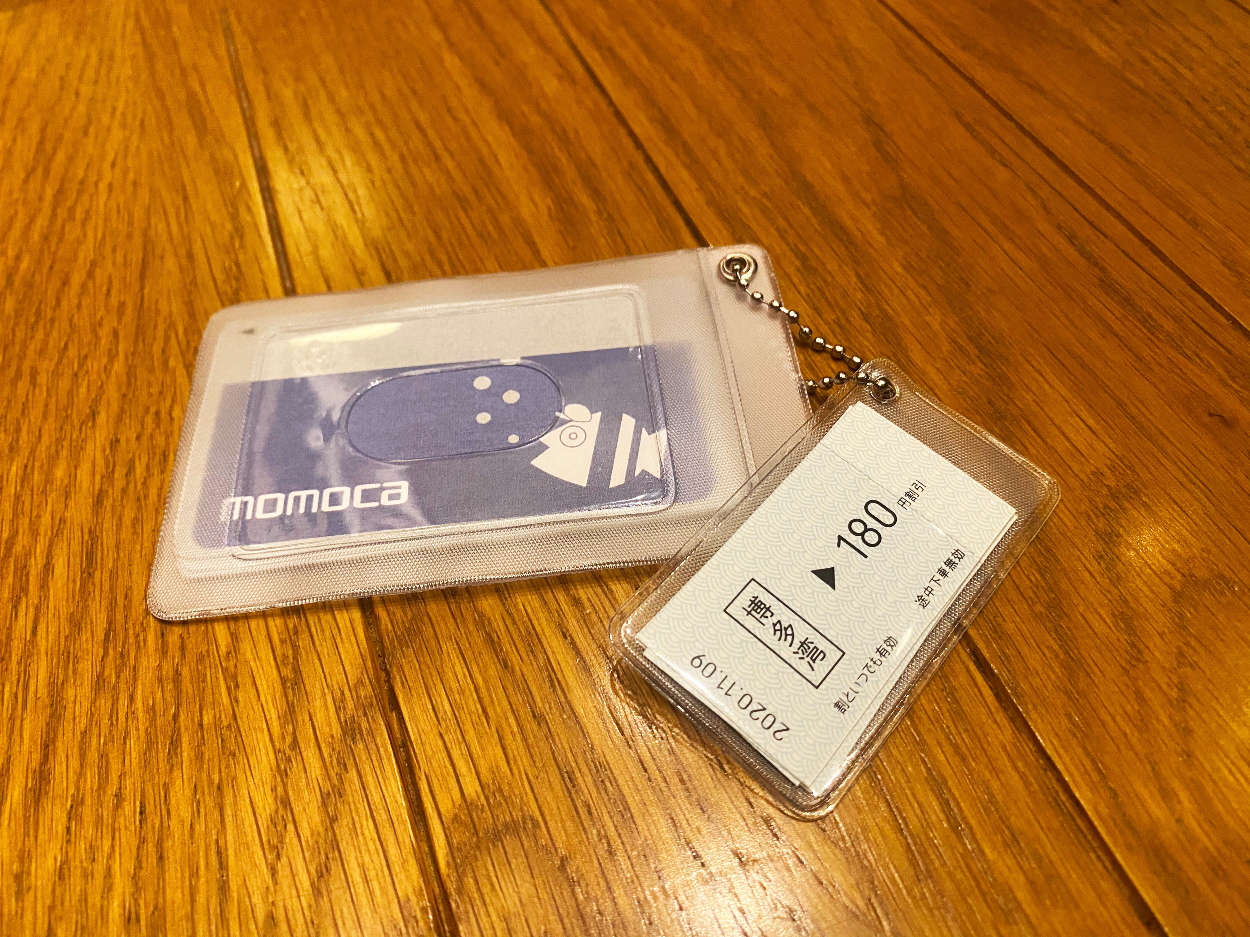 momoca
博多湾 ▶ 180 円割引
2020.11.09
割といつでも有効
途中下車無効